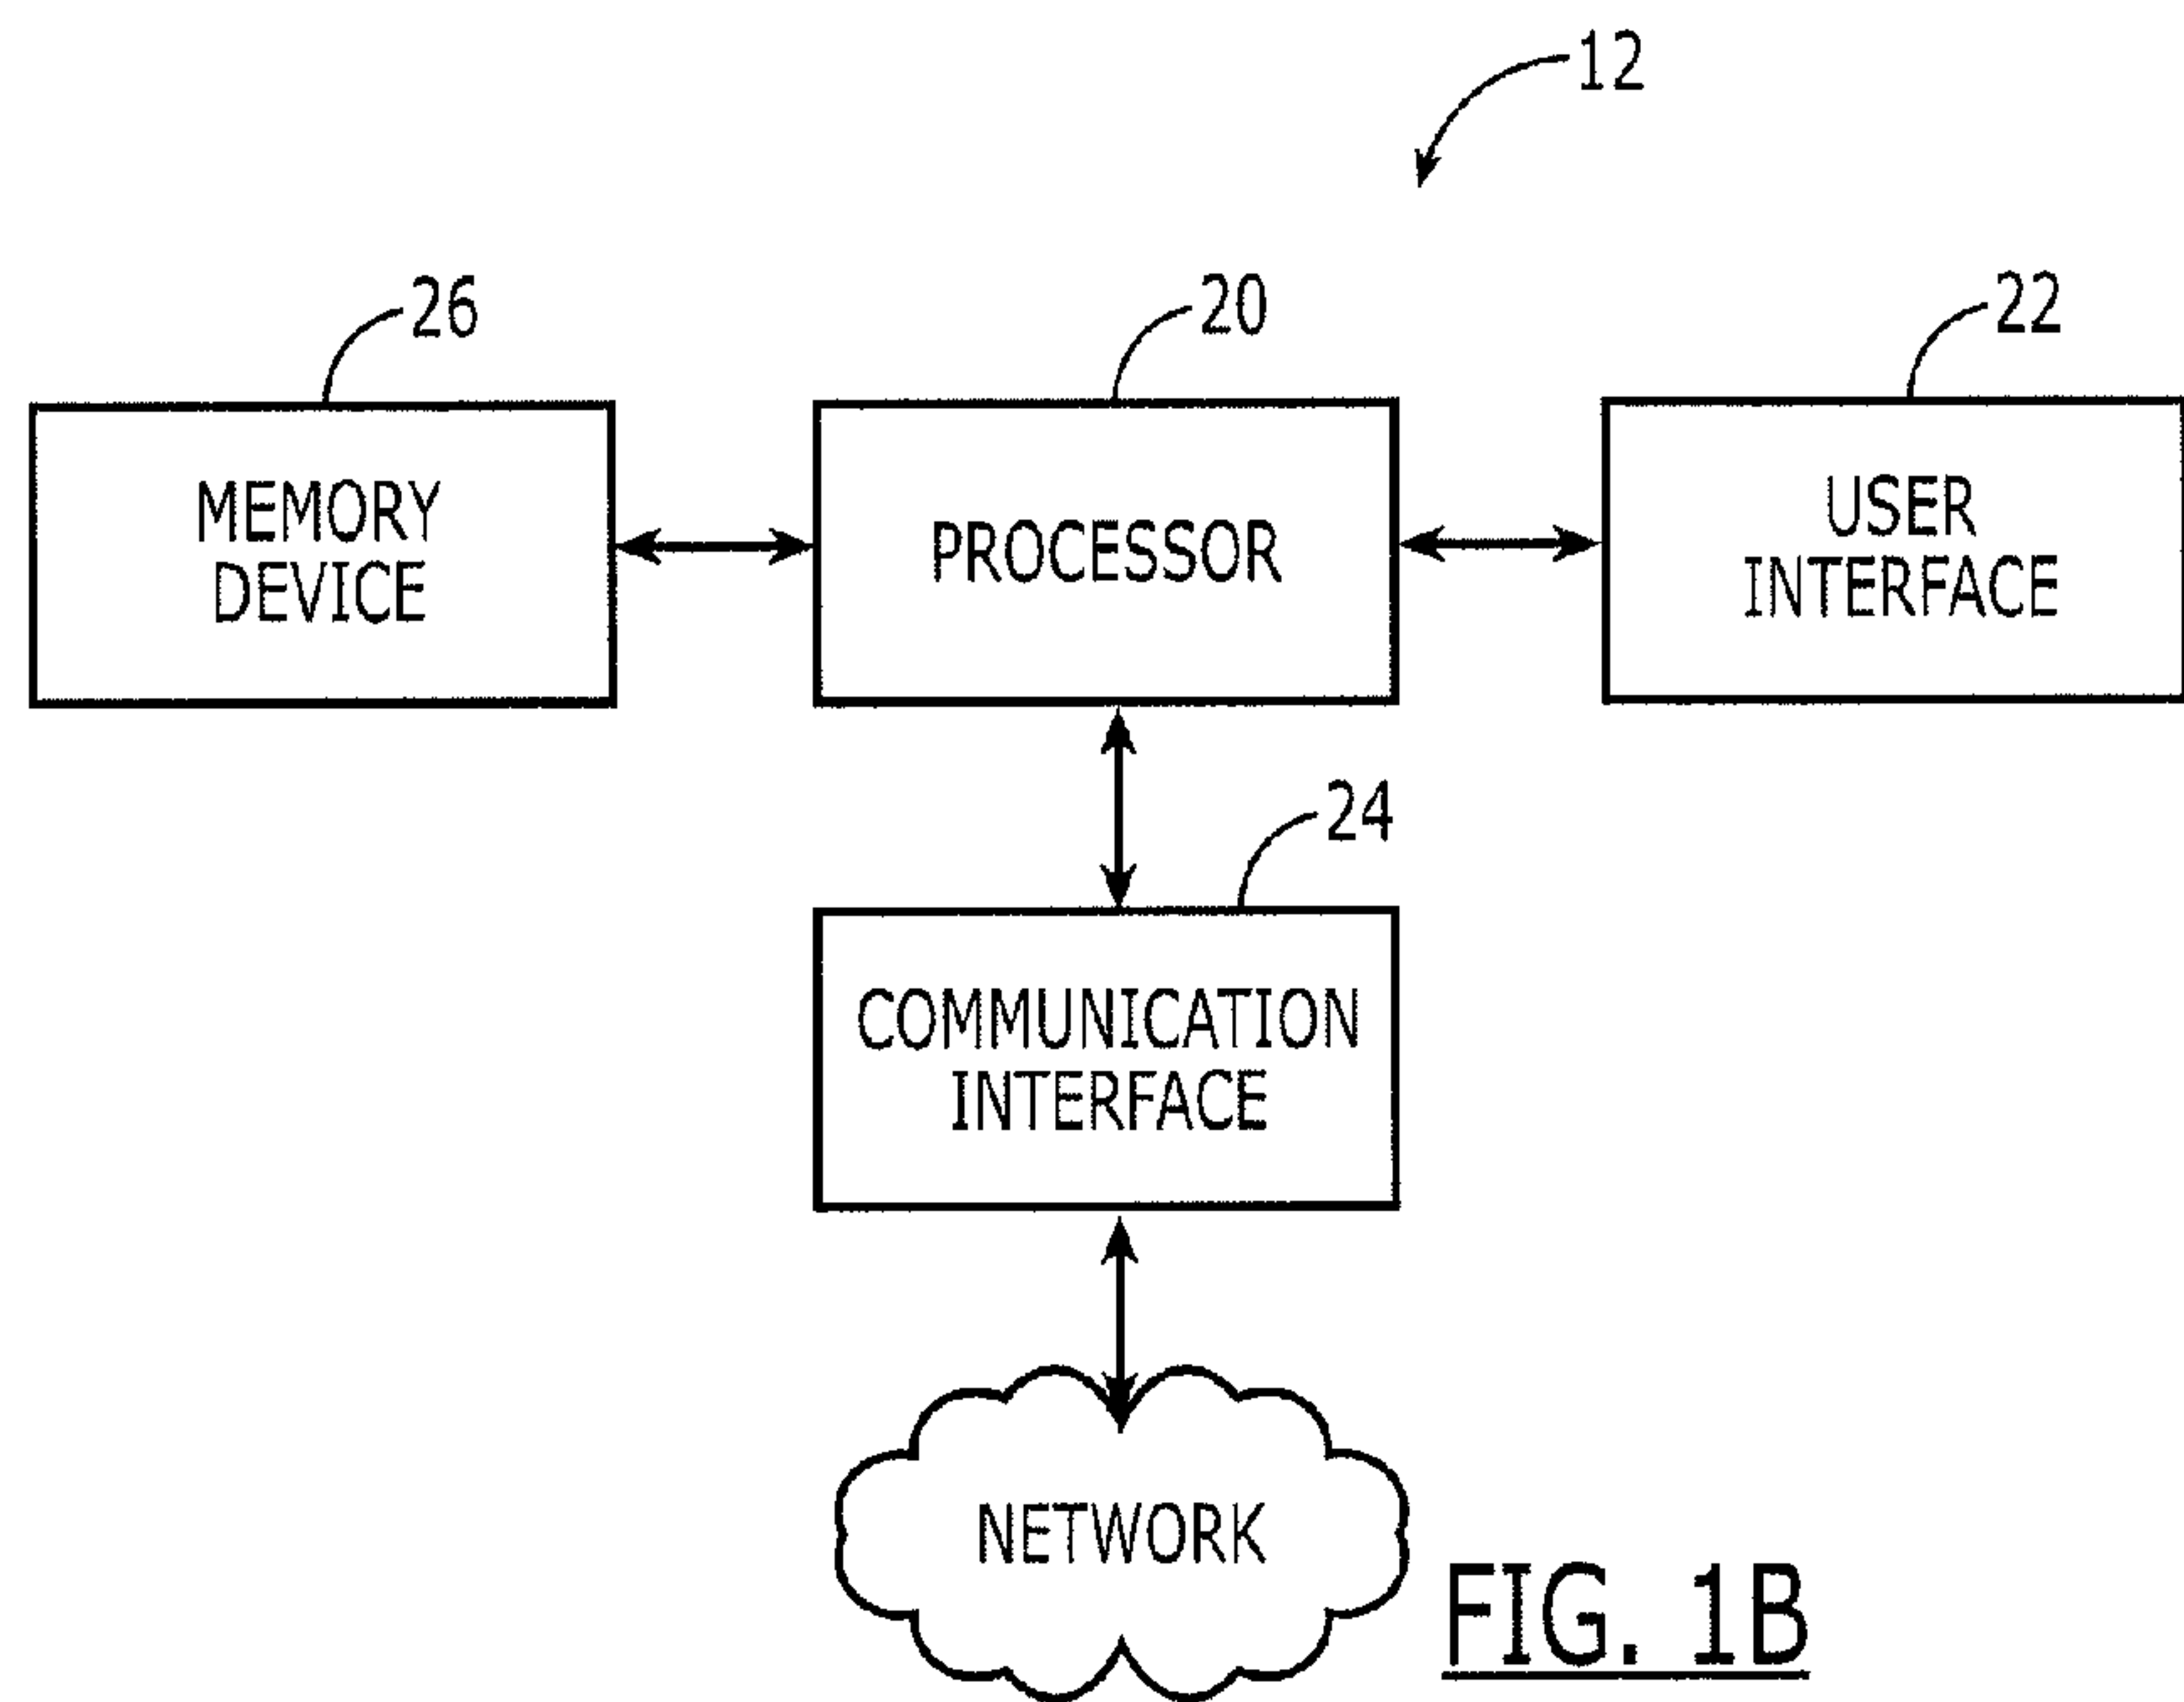 12
26
20
22
MEMORY
DEVICE
PROCESSOR
USER
INTERFACE
24
COMMUNICATION
INTERFACE
NETWORK
FIG. 1B